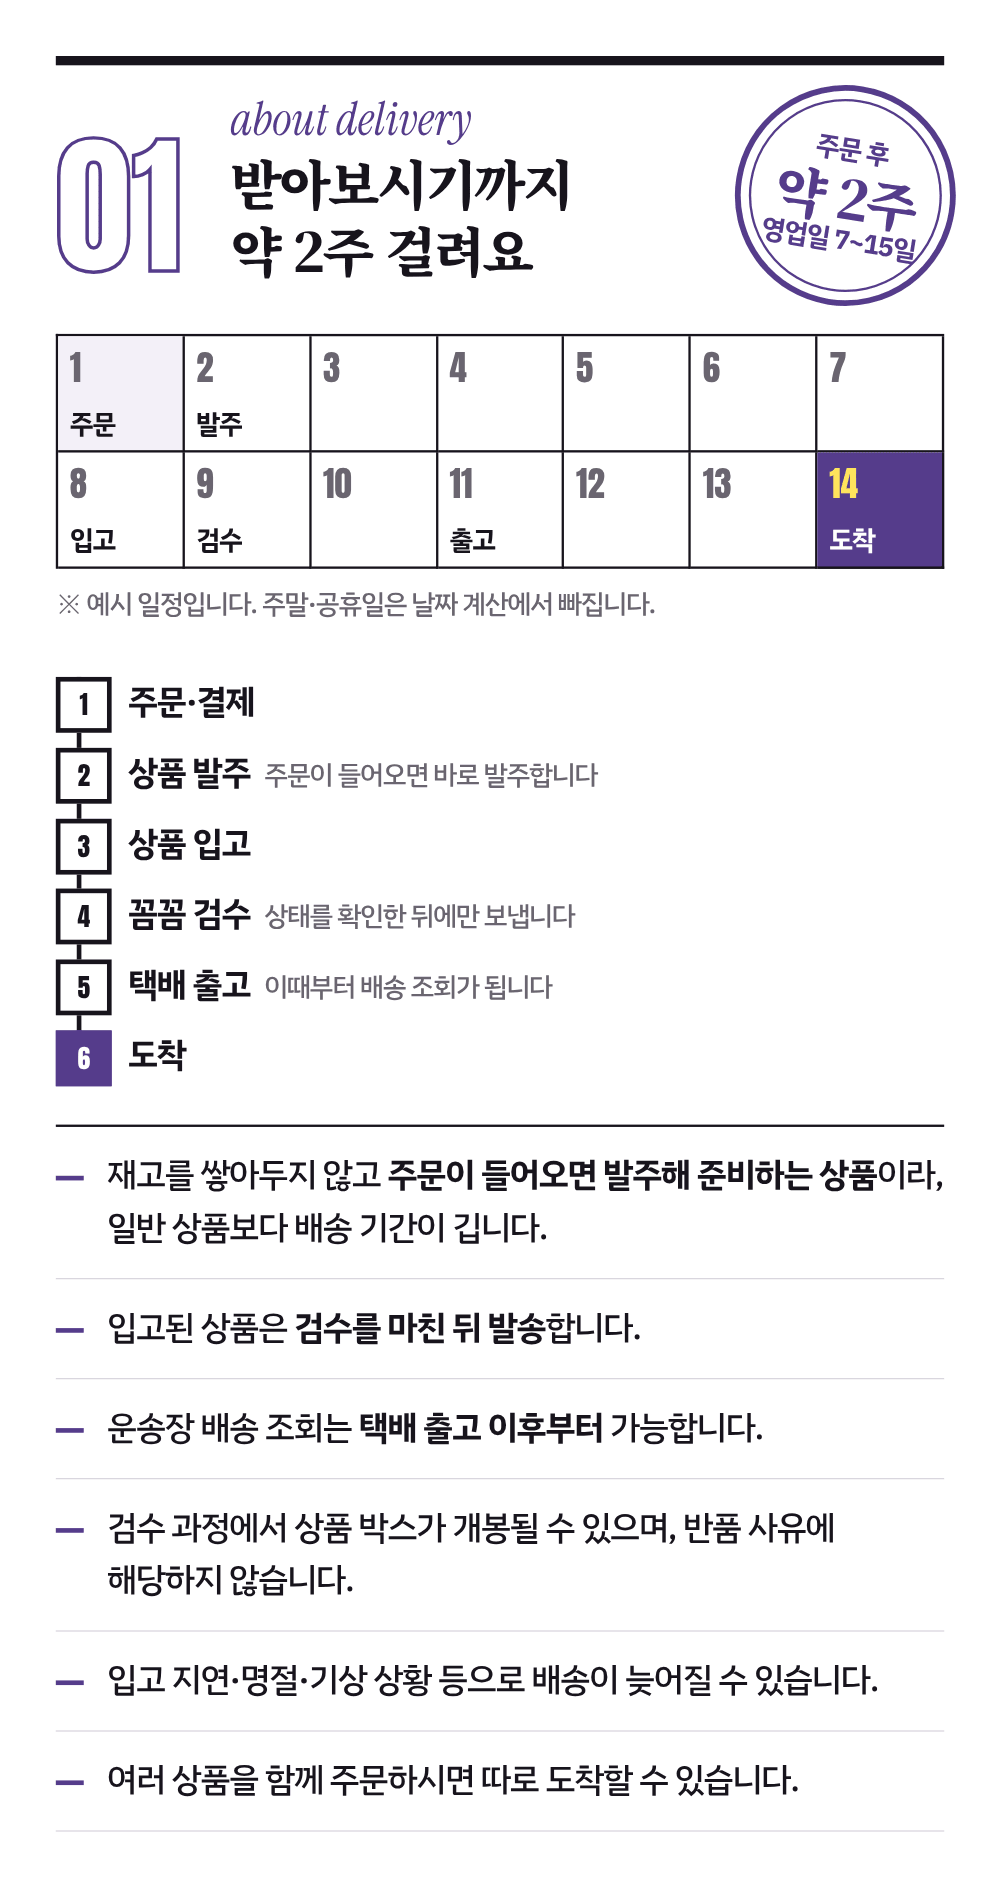 01
about delivery
받아보시기까지
약 2주 걸려요
주문 후
약 2주
영업일 7~15일
1 2 3 4 5 6 7
주문 발주
8 9 10 11 12 13 14
입고 검수 출고 도착
※ 예시 일정입니다. 주말·공휴일은 날짜 계산에서 빠집니다.
1 주문·결제
2 상품 발주 주문이 들어오면 바로 발주합니다
3 상품 입고
4 꼼꼼 검수 상태를 확인한 뒤에만 보냅니다
5 택배 출고 이때부터 배송 조회가 됩니다
6 도착
— 재고를 쌓아두지 않고 주문이 들어오면 발주해 준비하는 상품이라,
일반 상품보다 배송 기간이 깁니다.
— 입고된 상품은 검수를 마친 뒤 발송합니다.
— 운송장 배송 조회는 택배 출고 이후부터 가능합니다.
— 검수 과정에서 상품 박스가 개봉될 수 있으며, 반품 사유에
해당하지 않습니다.
— 입고 지연·명절·기상 상황 등으로 배송이 늦어질 수 있습니다.
— 여러 상품을 함께 주문하시면 따로 도착할 수 있습니다.